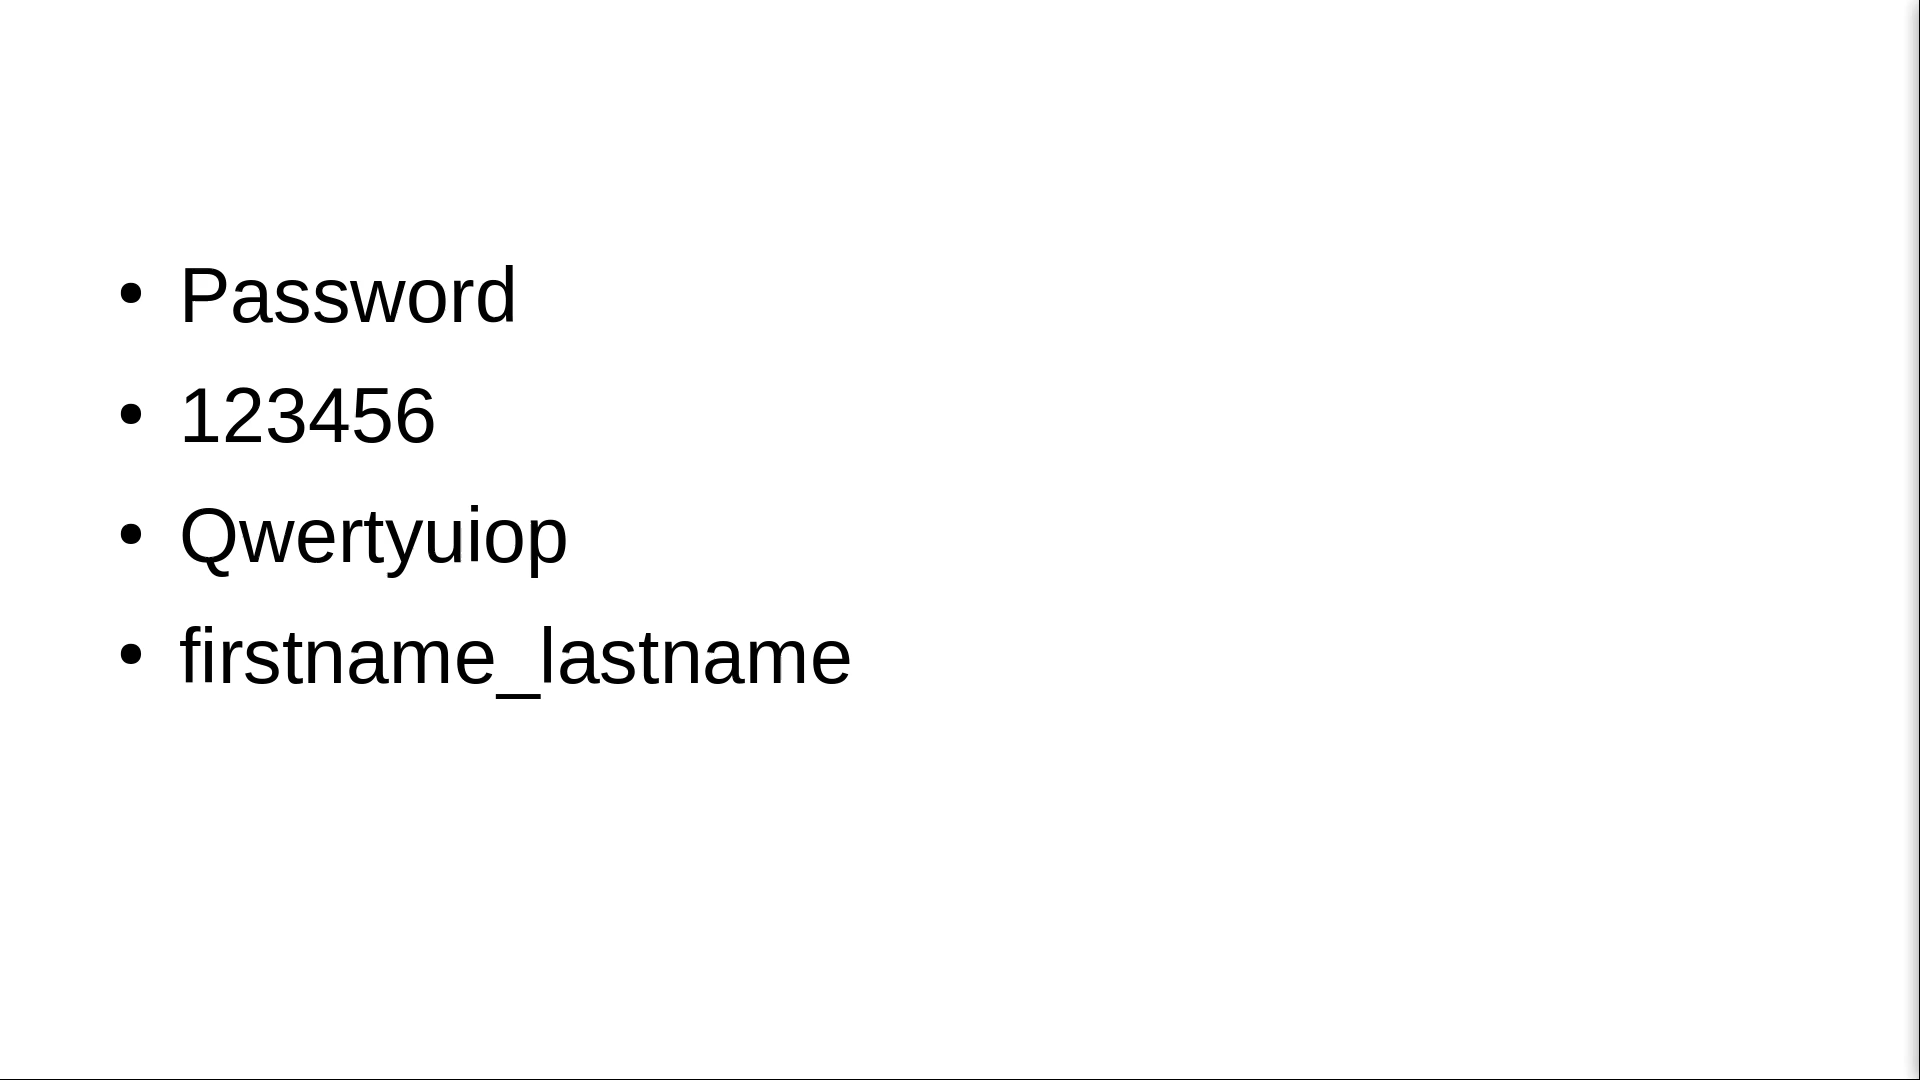 • Password
• 123456
• Qwertyuiop
• firstname_lastname